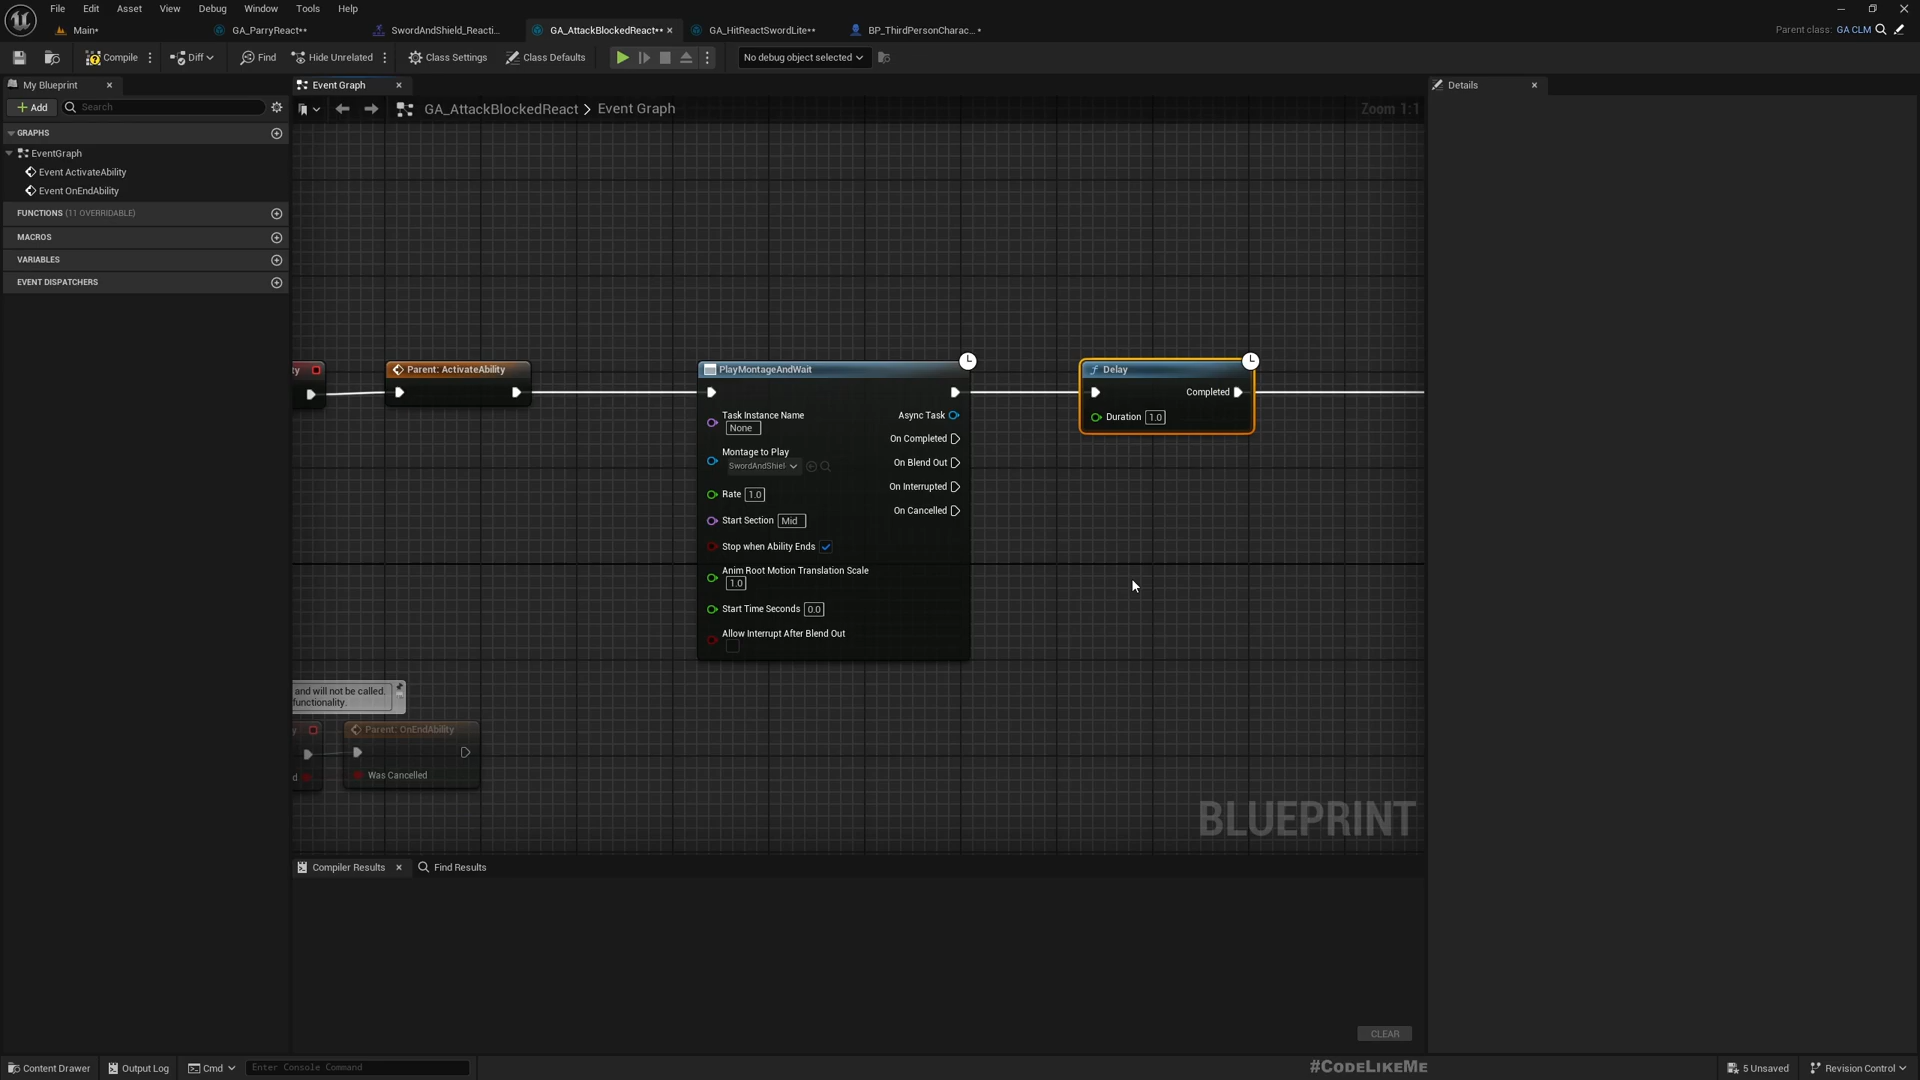 File Edit Asset View Window Debug Tools Help
Main•
GA_ParryReact•*
SwordAndShield_Reacti...
GA_AttackBlockedReact•*
GA_HitReactSwordLite•*
BP_ThirdPersonCharac... •
Parent class: GA CLM
Compile
Diff
Find
Hide Unrelated
Class Settings
Class Defaults
No debug object selected
My Blueprint
Event Graph
Details
Add
Search
GA_AttackBlockedReact > Event Graph
Zoom 1:1
GRAPHS
EventGraph
Event ActivateAbility
Event OnEndAbility
FUNCTIONS (11 OVERRIDABLE)
MACROS
VARIABLES
EVENT DISPATCHERS
ty
Parent: ActivateAbility
PlayMontageAndWait
Task Instance Name
None
Montage to Play
SwordAndShiel
Rate 1.0
Start Section Mid
Stop when Ability Ends
Anim Root Motion Translation Scale
1.0
Start Time Seconds 0.0
Allow Interrupt After Blend Out
Async Task
On Completed
On Blend Out
On Interrupted
On Cancelled
Delay
Completed
Duration 1.0
and will not be called.
functionality.
y
d
Parent: OnEndAbility
Was Cancelled
BLUEPRINT
Compiler Results
Find Results
CLEAR
Content Drawer
Output Log
Cmd
Enter Console Command
#CODELIKEME
5 Unsaved
Revision Control